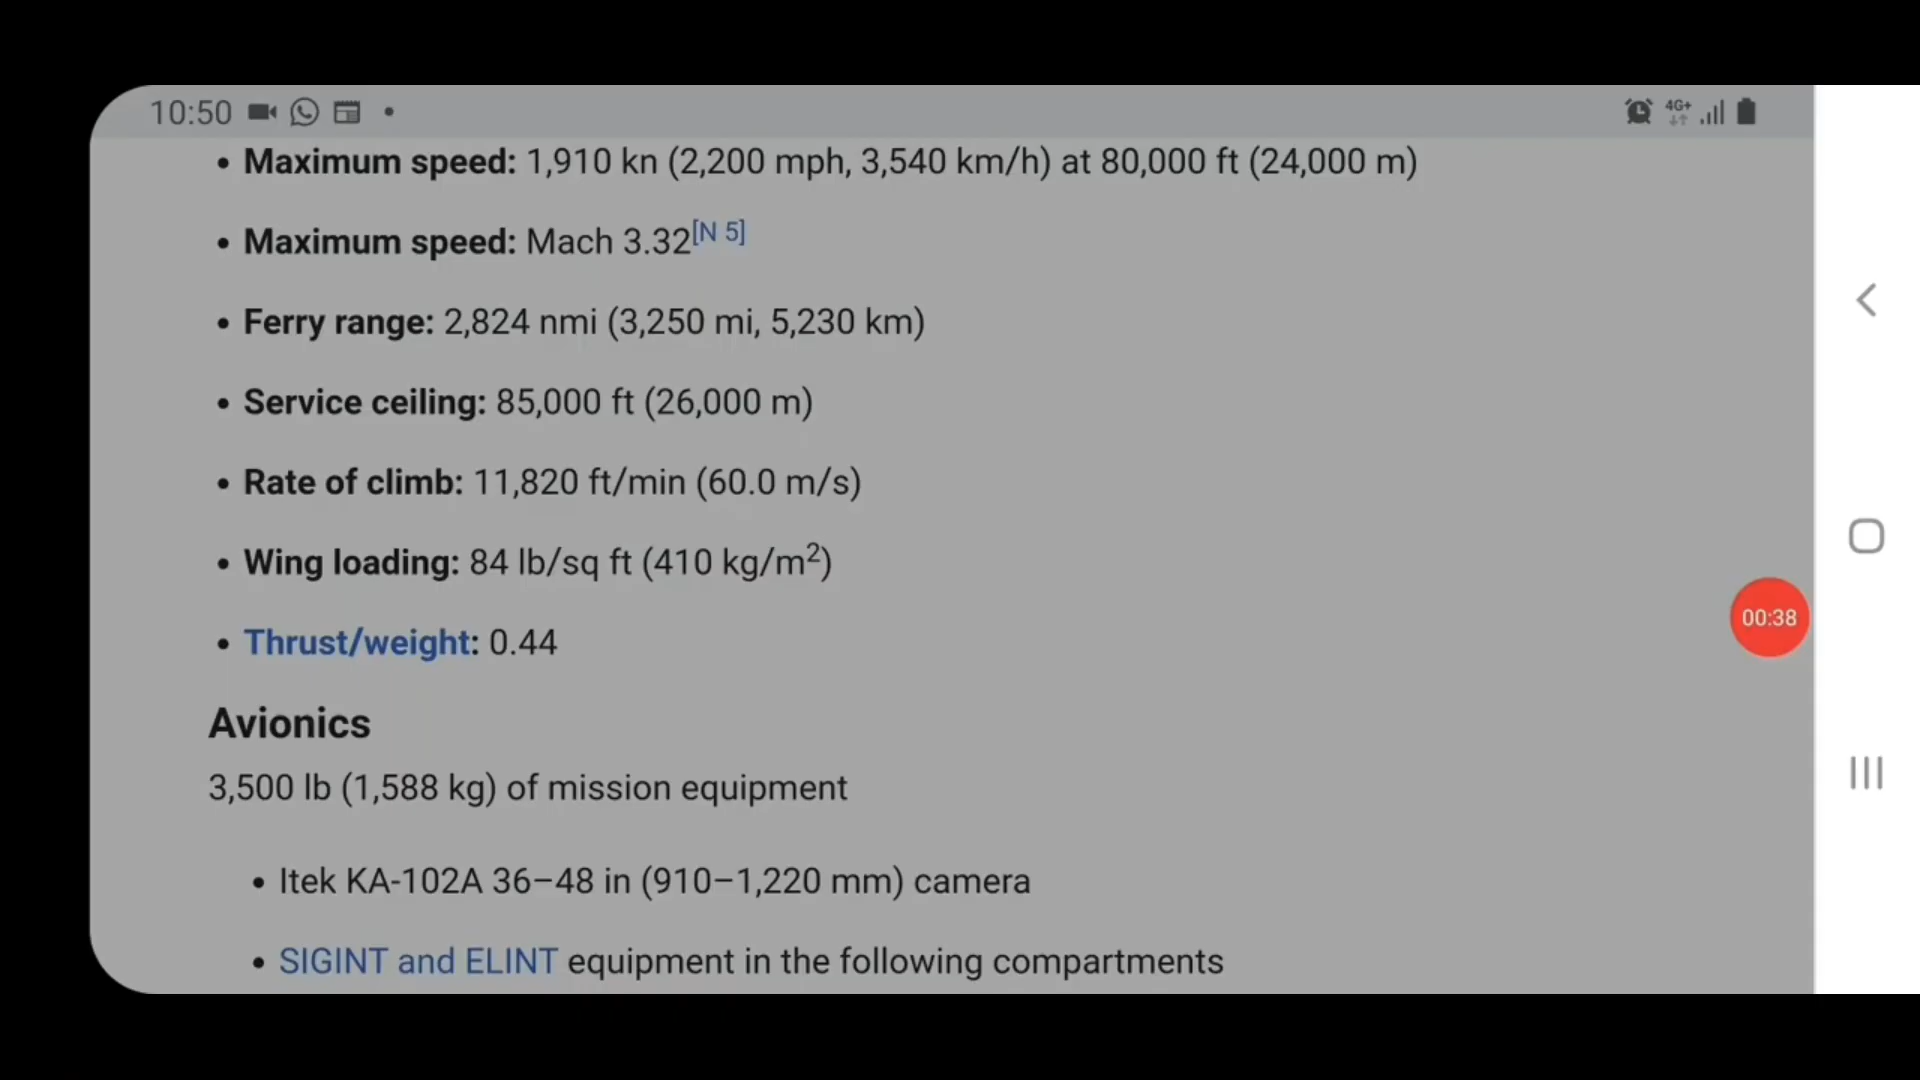 10:50
4G+
Maximum speed: 1,910 kn (2,200 mph, 3,540 km/h) at 80,000 ft (24,000 m)
Maximum speed: Mach 3.32[N 5]
Ferry range: 2,824 nmi (3,250 mi, 5,230 km)
Service ceiling: 85,000 ft (26,000 m)
Rate of climb: 11,820 ft/min (60.0 m/s)
Wing loading: 84 lb/sq ft (410 kg/m²)
00:38
Thrust/weight: 0.44
Avionics
3,500 lb (1,588 kg) of mission equipment
Itek KA-102A 36–48 in (910–1,220 mm) camera
SIGINT and ELINT equipment in the following compartments